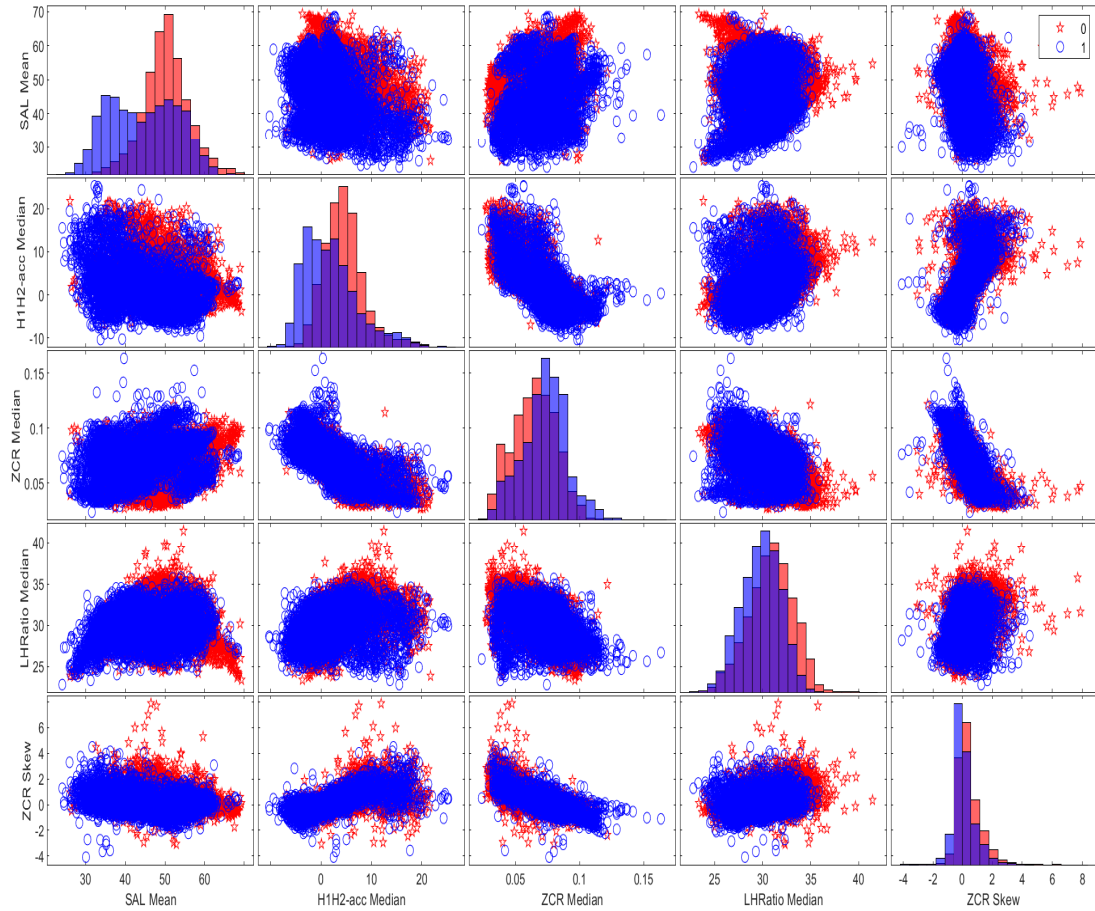 70
60
50
40
30
SAL Mean
0
1
20
10
0
-10
H1H2-acc Median
0.15
0.1
0.05
ZCR Median
40
35
30
25
LHRatio Median
6
4
2
0
-2
-4
ZCR Skew
30 40 50 60
0 10 20
0.05 0.1 0.15
25 30 35 40
-4 -2 0 2 4 6 8
SAL Mean
H1H2-acc Median
ZCR Median
LHRatio Median
ZCR Skew